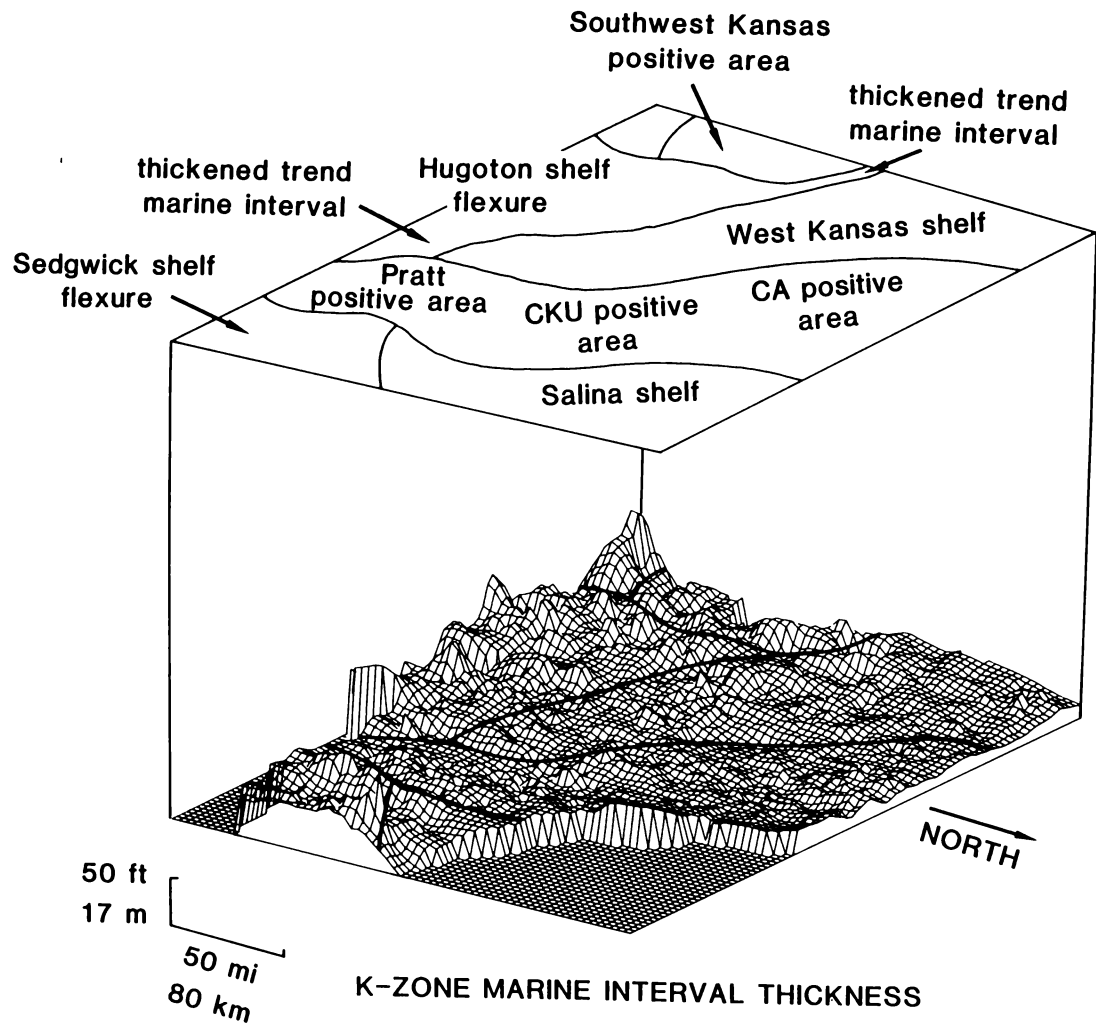 Southwest Kansas
positive area
thickened trend
marine interval
thickened trend
marine interval
Hugoton shelf
flexure
West Kansas shelf
Sedgwick shelf
flexure
Pratt
positive area
CKU positive
area
CA positive
area
Salina shelf
NORTH
50 ft
17 m
50 mi
80 km
K-ZONE MARINE INTERVAL THICKNESS